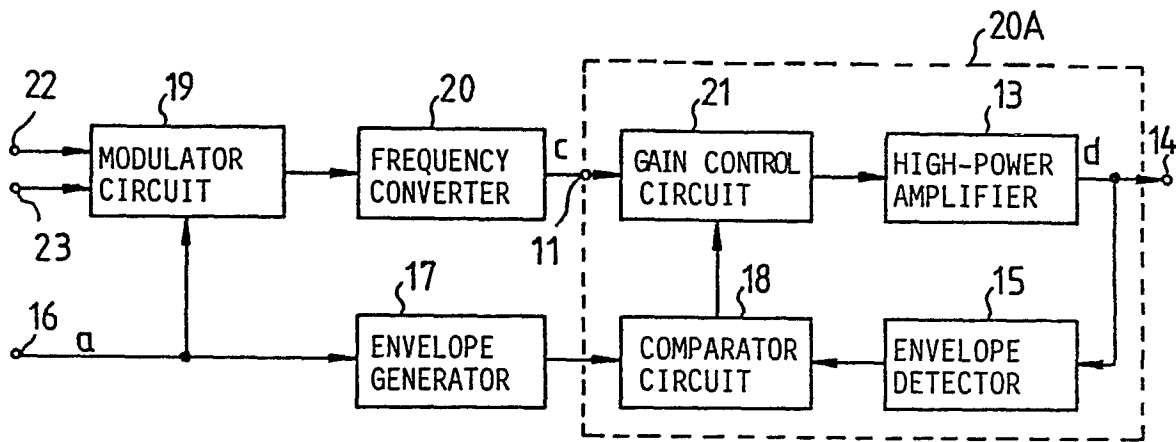 20A
22
19
20
21
13
14
MODULATOR
CIRCUIT
FREQUENCY
CONVERTER
c
GAIN CONTROL
CIRCUIT
HIGH-POWER
AMPLIFIER
d
23
11
16
a
17
18
15
ENVELOPE
GENERATOR
COMPARATOR
CIRCUIT
ENVELOPE
DETECTOR